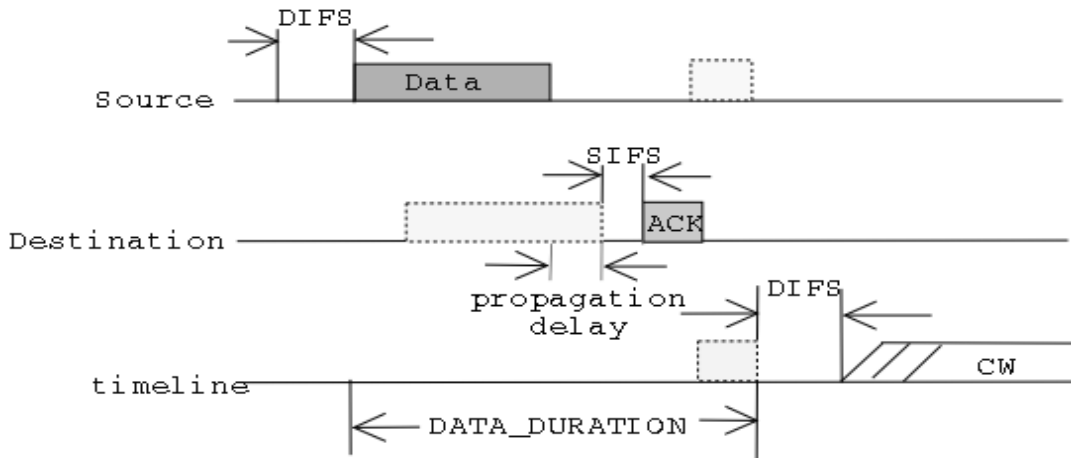 DIFS
Data
Source
SIFS
ACK
Destination
propagation
delay
DIFS
CW
timeline
DATA_DURATION